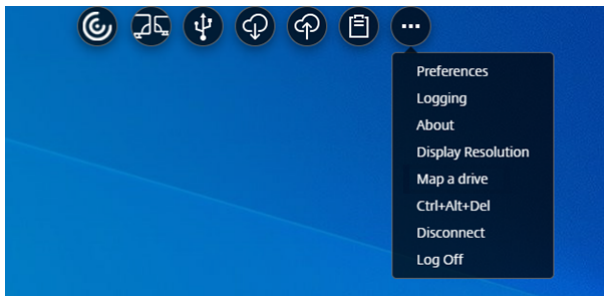 Preferences
Logging
About
Display Resolution
Map a drive
Ctrl+Alt+Del
Disconnect
Log Off